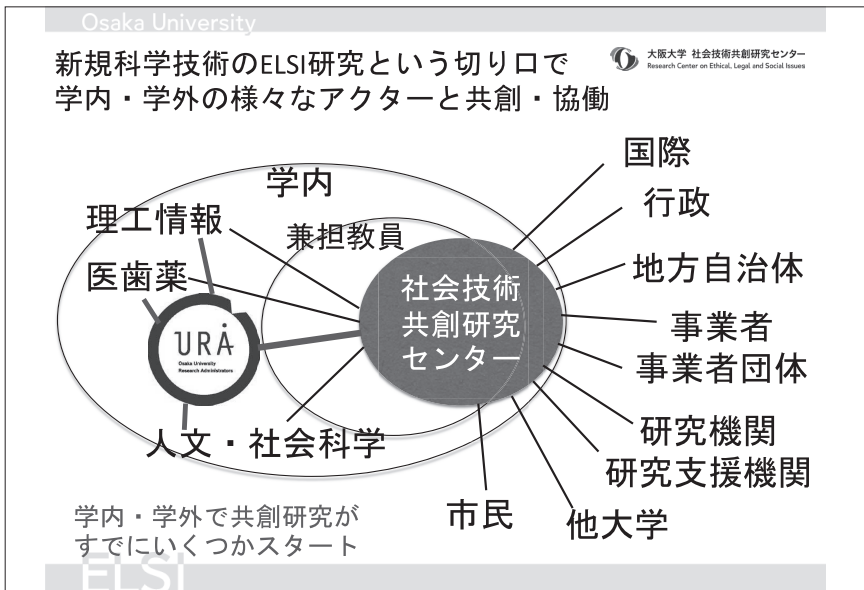 Osaka University
新規科学技術のELSI研究という切り口で
学内・学外の様々なアクターと共創・協働
大阪大学 社会技術共創研究センター
Research Center on Ethical, Legal and Social Issues
学内
理工情報
兼担教員
医歯薬
URA
Osaka University
Research Administrators
人文・社会科学
社会技術
共創研究
センター
国際
行政
地方自治体
事業者
事業者団体
研究機関
研究支援機関
他大学
市民
学内・学外で共創研究が
すでにいくつかスタート
ELSI